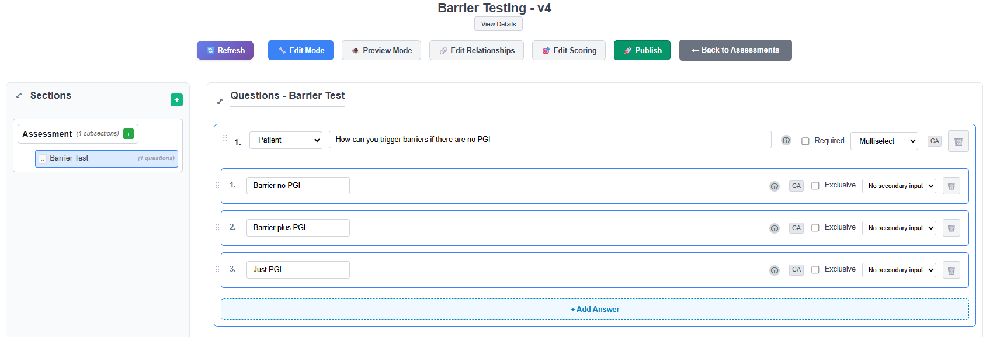 Barrier Testing - v4
View Details
Refresh
Edit Mode
Preview Mode
Edit Relationships
Edit Scoring
Publish
← Back to Assessments
Sections
+
Assessment (1 subsections) +
Barrier Test (1 questions)
Questions - Barrier Test
1. Patient How can you trigger barriers if there are no PGI Required Multiselect CA
1. Barrier no PGI CA Exclusive No secondary input
2. Barrier plus PGI CA Exclusive No secondary input
3. Just PGI CA Exclusive No secondary input
+ Add Answer